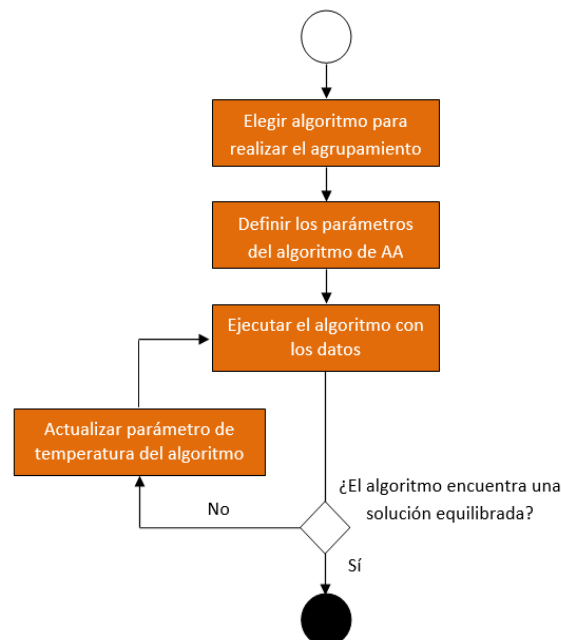 Elegir algoritmo para
realizar el agrupamiento
Definir los parámetros
del algoritmo de AA
Ejecutar el algoritmo con
los datos
Actualizar parámetro de
temperatura del algoritmo
¿El algoritmo encuentra una
solución equilibrada?
No
Sí